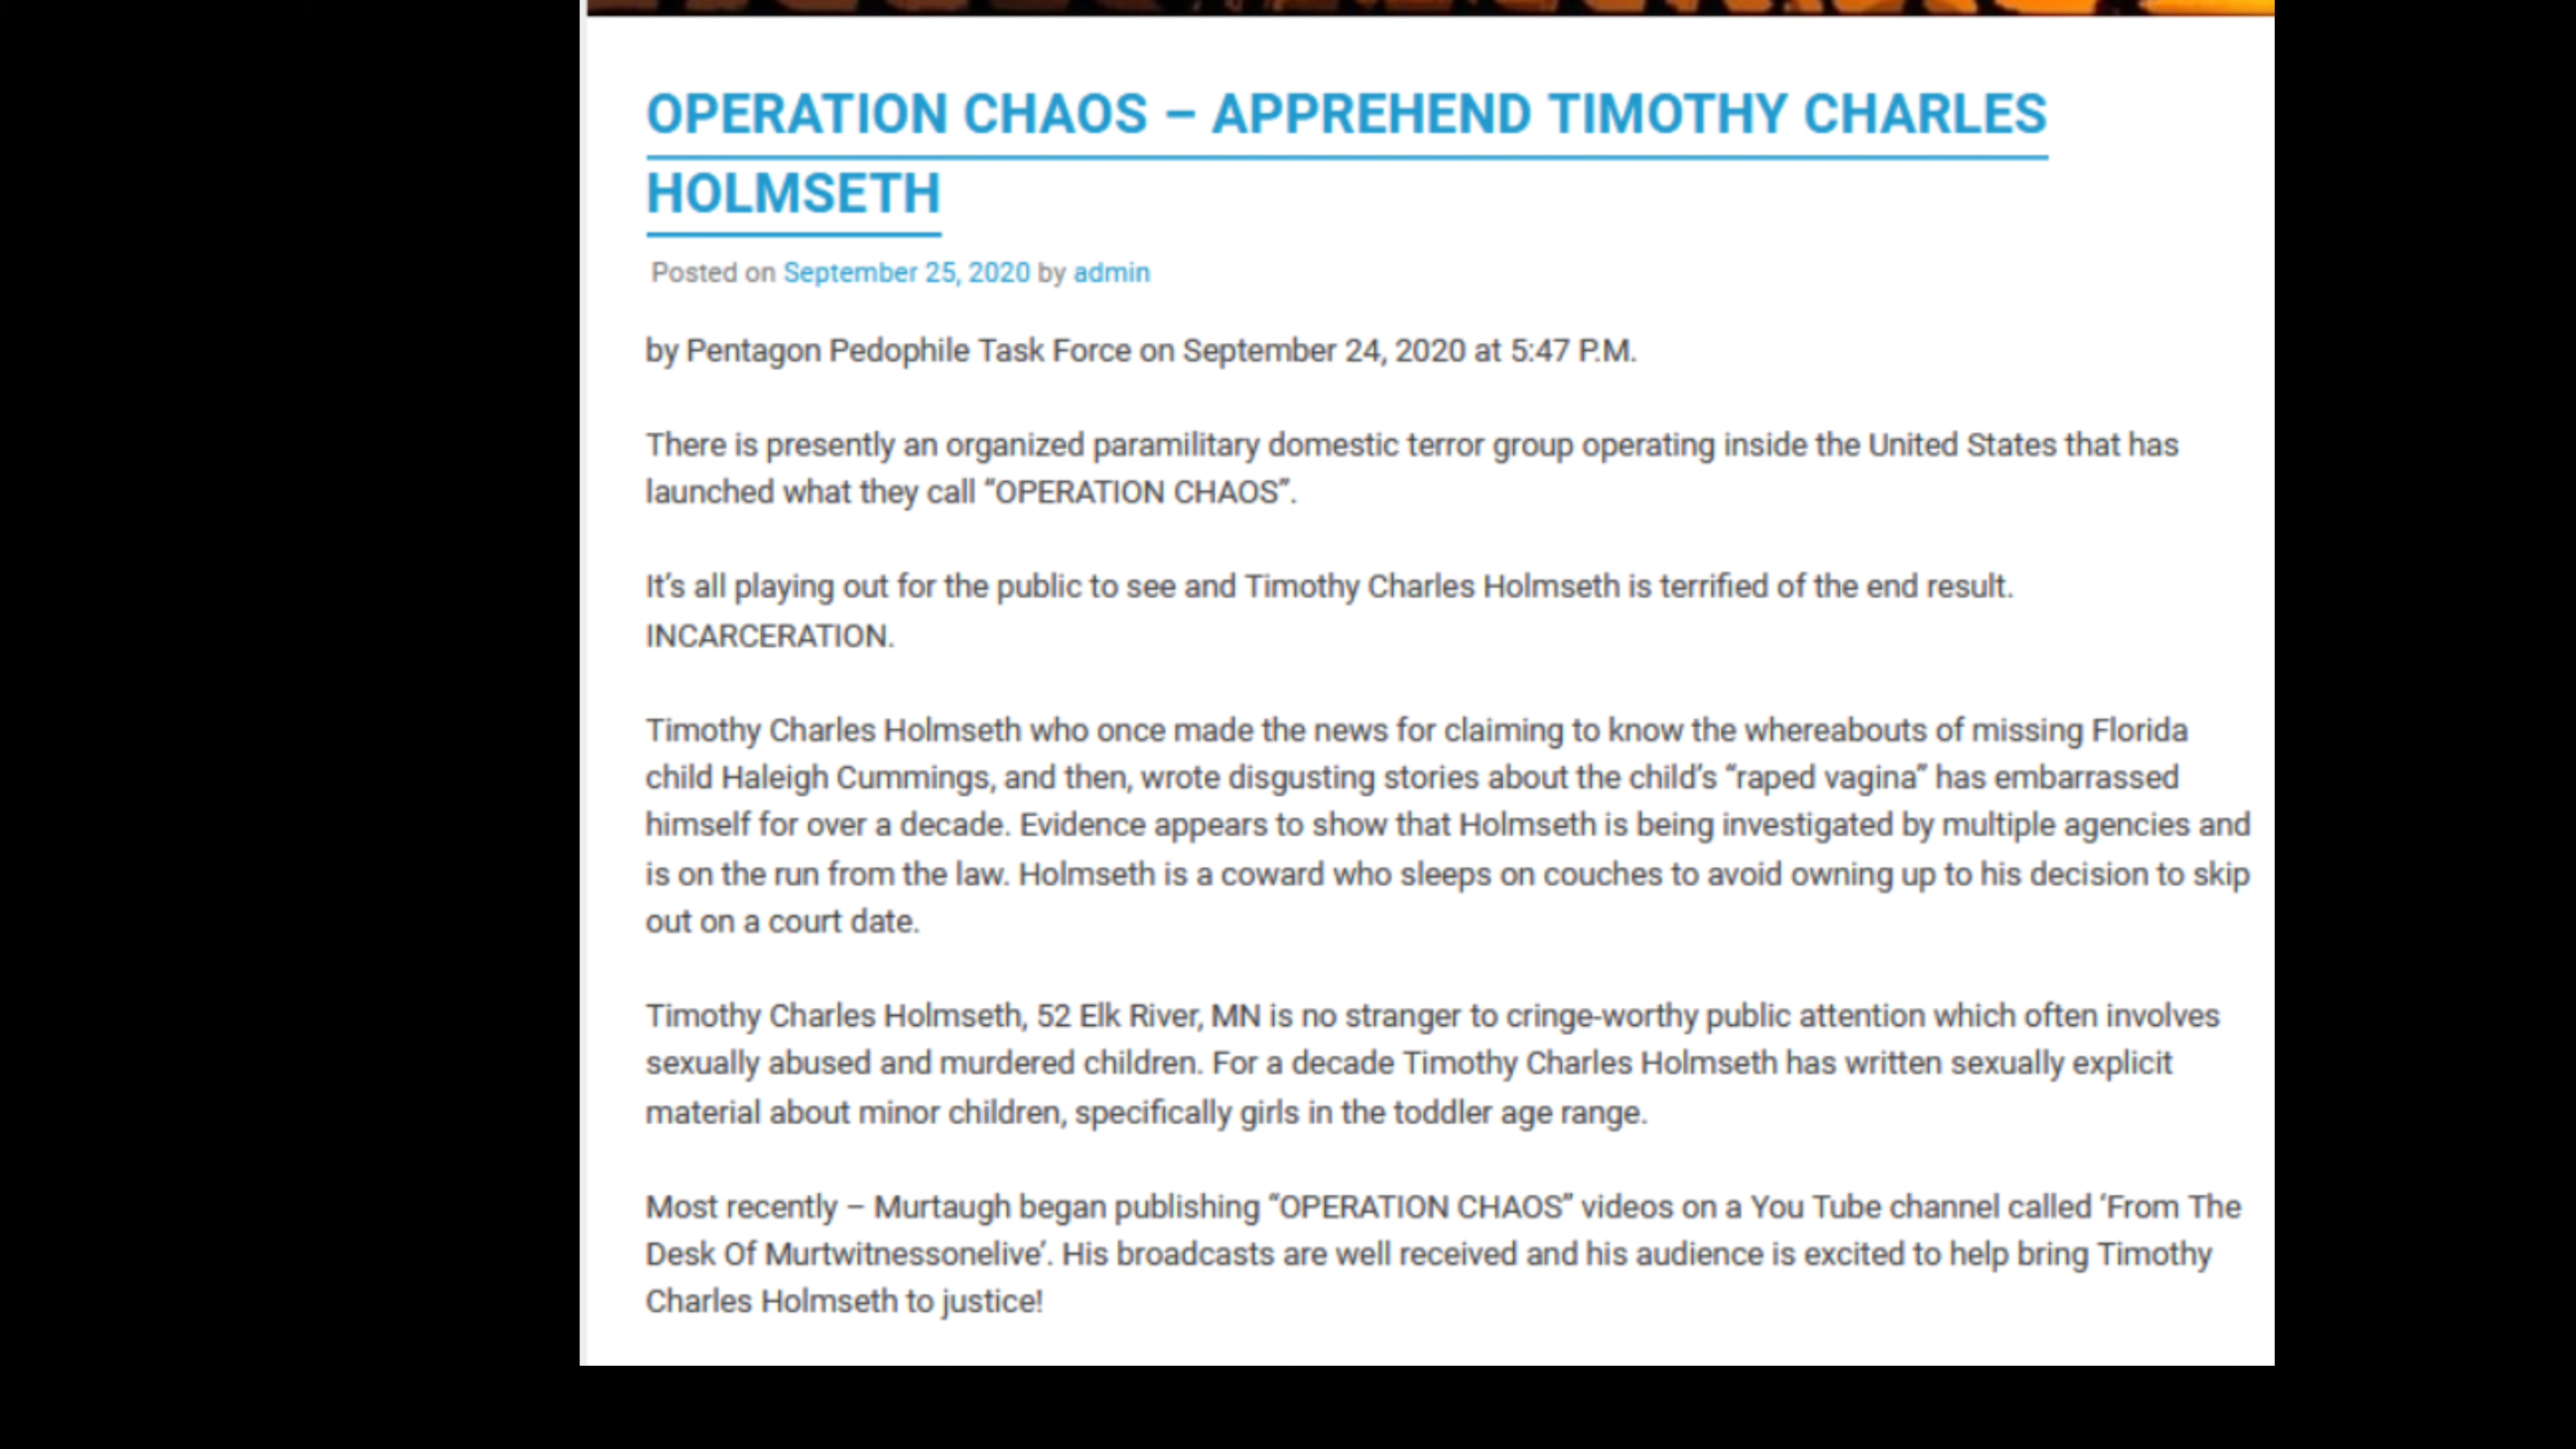 OPERATION CHAOS – APPREHEND TIMOTHY CHARLES
HOLMSETH
Posted on September 25, 2020 by admin
by Pentagon Pedophile Task Force on September 24, 2020 at 5:47 P.M.
There is presently an organized paramilitary domestic terror group operating inside the United States that has
launched what they call “OPERATION CHAOS”.
It’s all playing out for the public to see and Timothy Charles Holmseth is terrified of the end result.
INCARCERATION.
Timothy Charles Holmseth who once made the news for claiming to know the whereabouts of missing Florida
child Haleigh Cummings, and then, wrote disgusting stories about the child’s “raped vagina” has embarrassed
himself for over a decade. Evidence appears to show that Holmseth is being investigated by multiple agencies and
is on the run from the law. Holmseth is a coward who sleeps on couches to avoid owning up to his decision to skip
out on a court date.
Timothy Charles Holmseth, 52 Elk River, MN is no stranger to cringe-worthy public attention which often involves
sexually abused and murdered children. For a decade Timothy Charles Holmseth has written sexually explicit
material about minor children, specifically girls in the toddler age range.
Most recently – Murtaugh began publishing “OPERATION CHAOS” videos on a You Tube channel called ‘From The
Desk Of Murtwitnessonelive’. His broadcasts are well received and his audience is excited to help bring Timothy
Charles Holmseth to justice!